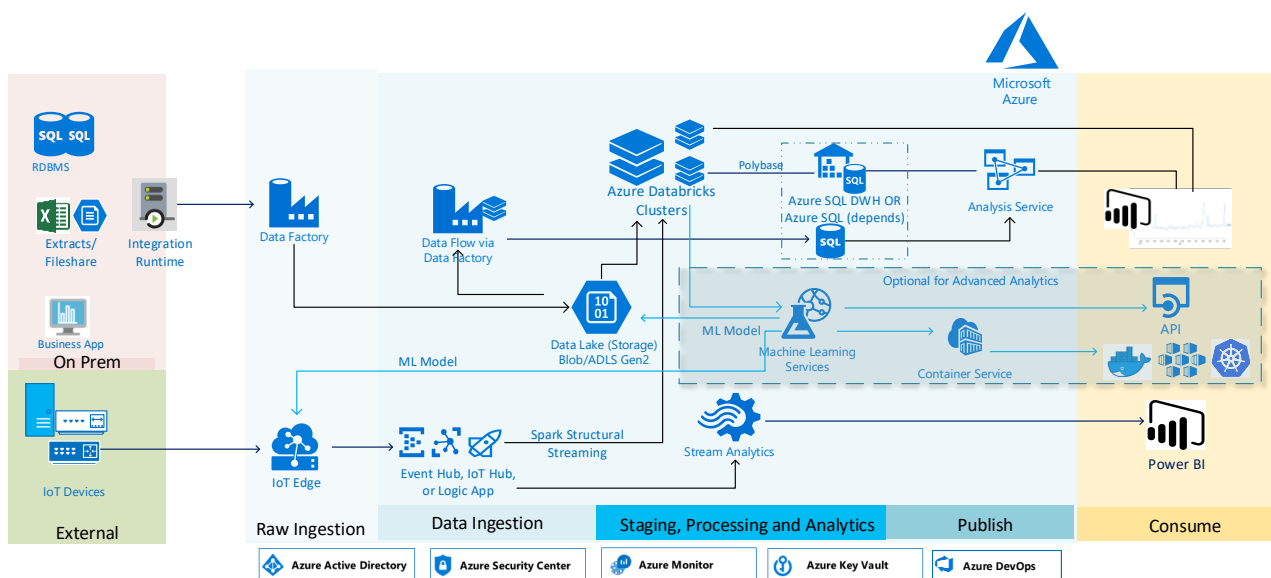 Microsoft
Azure
SQL SQL
RDBMS
Extracts/
Fileshare
Integration
Runtime
Business App
On Prem
IoT Devices
External
Data Factory
Data Flow via
Data Factory
Azure Databricks
Clusters
Polybase
SQL
Azure SQL DWH OR
Azure SQL (depends)
SQL
Analysis Service
10
01
Data Lake (Storage)
Blob/ADLS Gen2
Optional for Advanced Analytics
ML Model
Machine Learning
Services
Container Service
API
ML Model
IoT Edge
Event Hub, IoT Hub,
or Logic App
Spark Structural
Streaming
Stream Analytics
Power BI
Raw Ingestion
Data Ingestion
Staging, Processing and Analytics
Publish
Consume
Azure Active Directory
Azure Security Center
Azure Monitor
Azure Key Vault
Azure DevOps